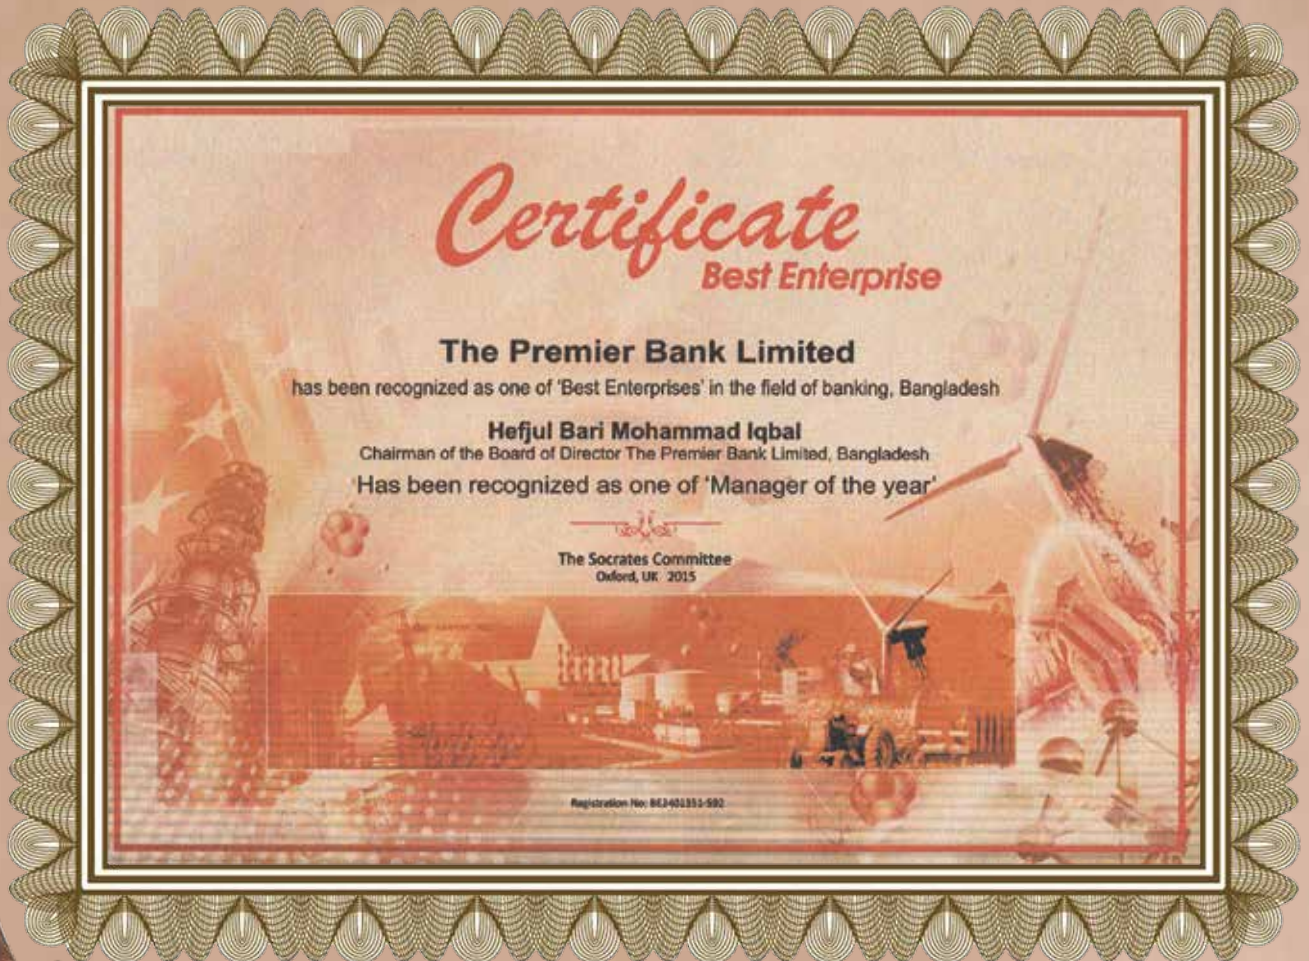 Certificate
Best Enterprise
The Premier Bank Limited
has been recognized as one of 'Best Enterprises' in the field of banking, Bangladesh
Hefjul Bari Mohammad Iqbal
Chairman of the Board of Director The Premier Bank Limited, Bangladesh
'Has been recognized as one of 'Manager of the year'
The Socrates Committee
Oxford, UK 2015
Registration No: